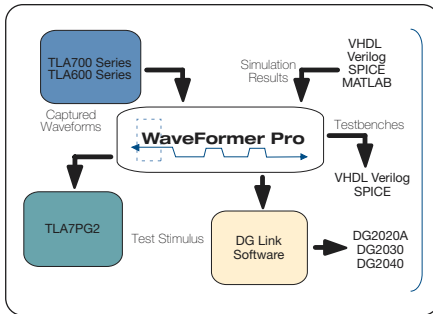 TLA700 Series
TLA600 Series
Simulation
Results
VHDL
Verilog
SPICE
MATLAB
Captured
Waveforms
WaveFormer Pro
Testbenches
VHDL Verilog
SPICE
TLA7PG2
Test Stimulus
DG Link
Software
DG2020A
DG2030
DG2040